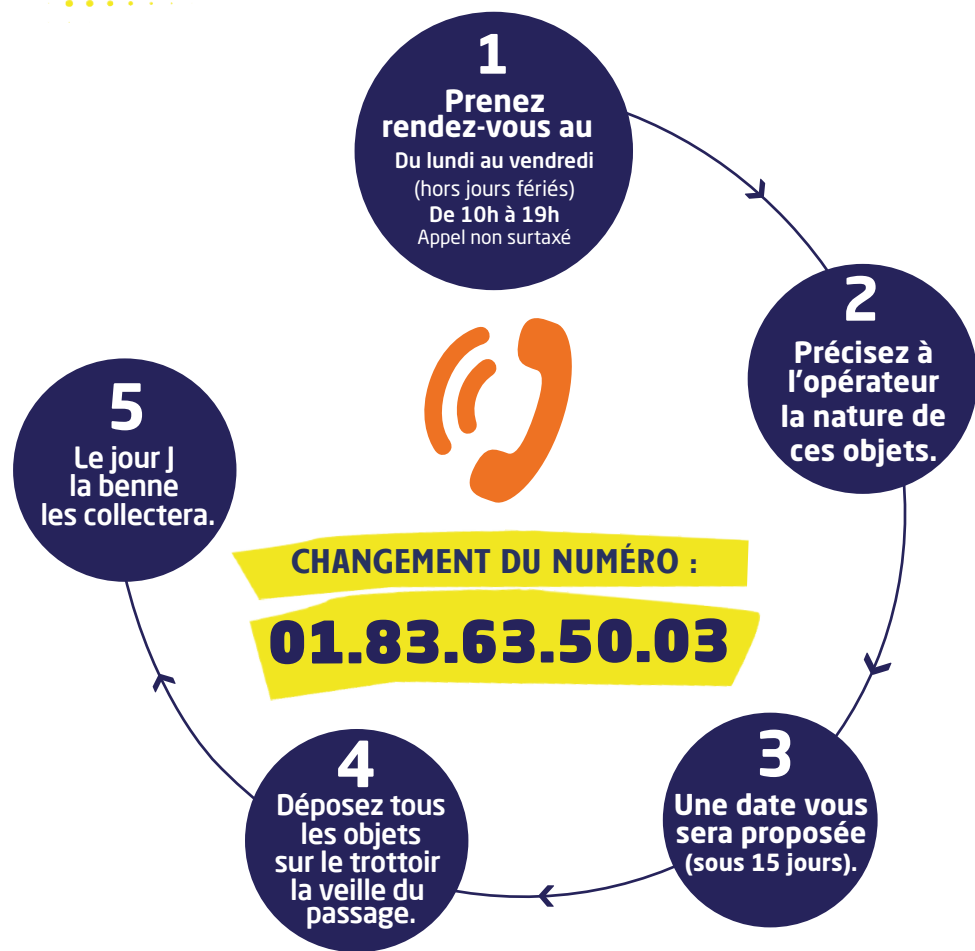 1
Prenez
rendez-vous au
Du lundi au vendredi
(hors jours fériés)
De 10h à 19h
Appel non surtaxé
2
Précisez à
l'opérateur
la nature de
ces objets.
3
Une date vous
sera proposée
(sous 15 jours).
4
Déposez tous
les objets
sur le trottoir
la veille du
passage.
5
Le jour J
la benne
les collectera.
CHANGEMENT DU NUMÉRO :
01.83.63.50.03